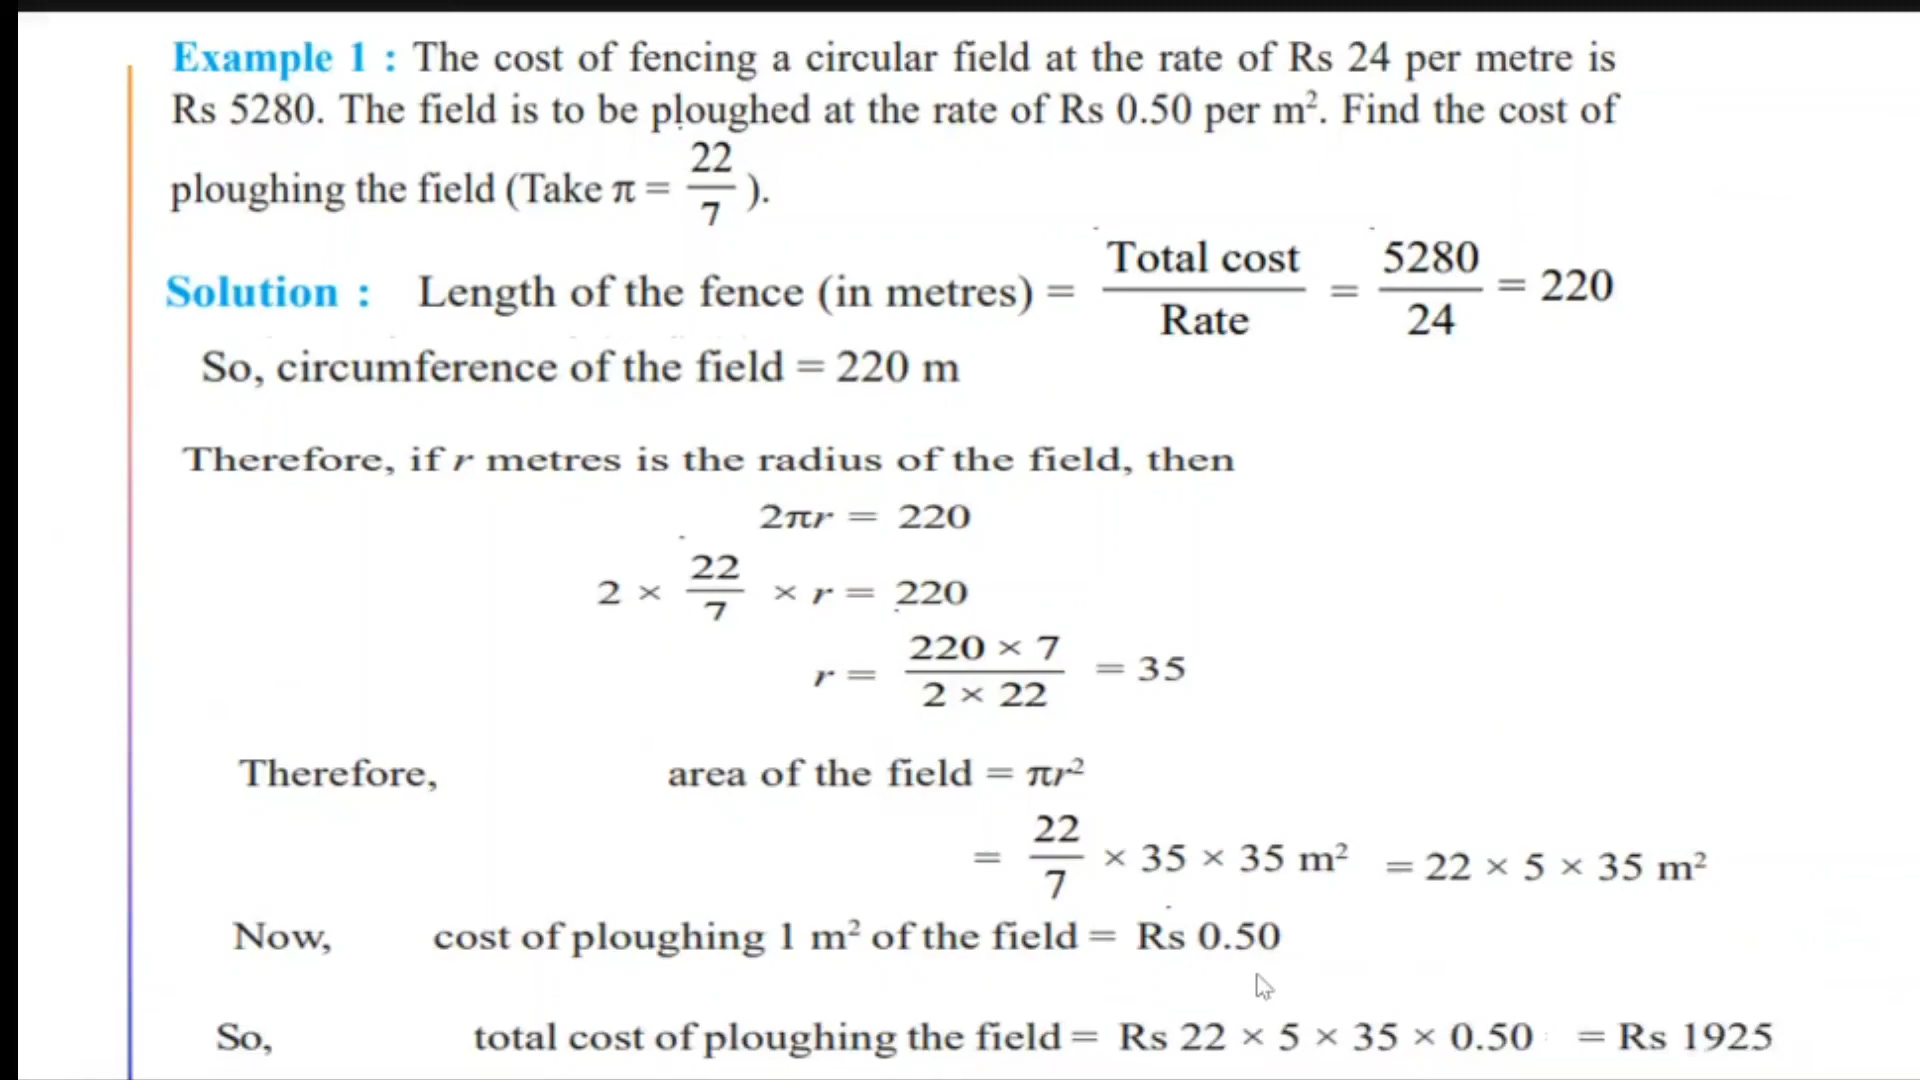 Example 1 : The cost of fencing a circular field at the rate of Rs 24 per metre is
Rs 5280. The field is to be ploughed at the rate of Rs 0.50 per m². Find the cost of
ploughing the field (Take π = 22/7 ).
Solution : Length of the fence (in metres) = Total cost/Rate = 5280/24 = 220
So, circumference of the field = 220 m
Therefore, if r metres is the radius of the field, then
2πr = 220
2 × 22/7 × r = 220
r = 220 × 7/2 × 22 = 35
Therefore, area of the field = πr²
= 22/7 × 35 × 35 m² = 22 × 5 × 35 m²
Now, cost of ploughing 1 m² of the field = Rs 0.50
So, total cost of ploughing the field = Rs 22 × 5 × 35 × 0.50 = Rs 1925